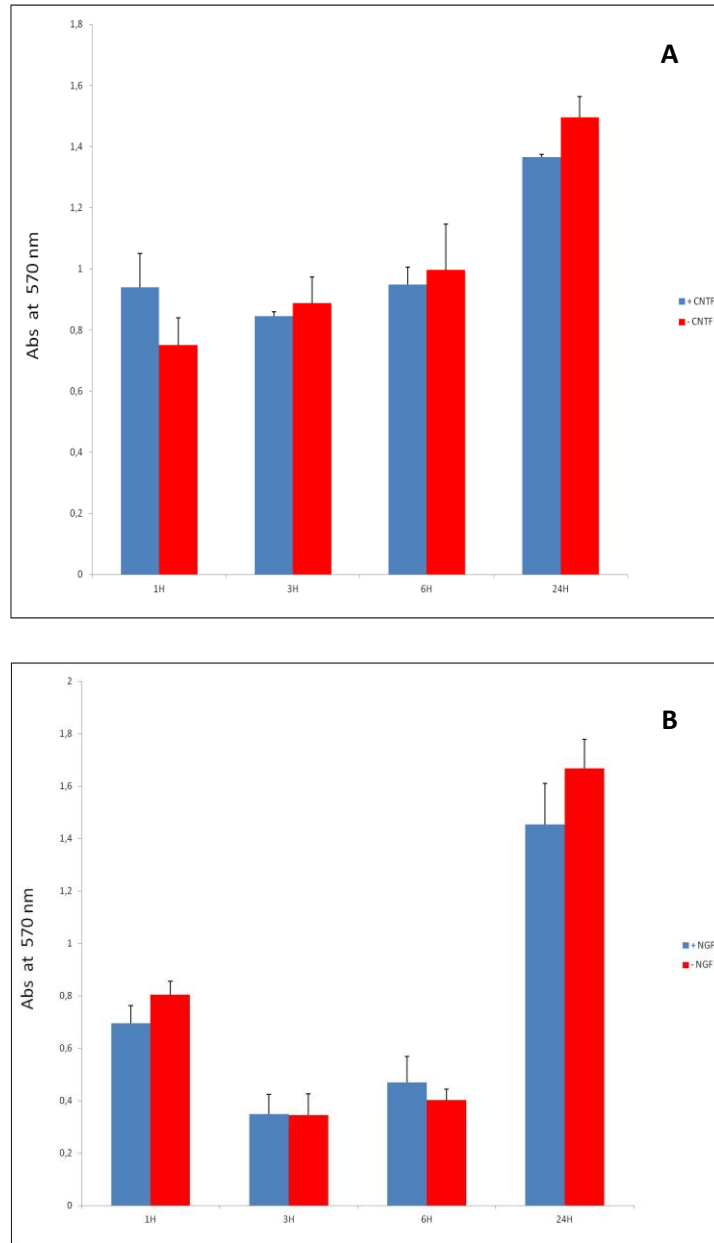 A
1,8
1,6
1,4
1,2
1
0,8
0,6
0,4
0,2
0
Abs at 570 nm
1H 3H 6H 24H
+ CNTF
- CNTF
B
2
1,8
1,6
1,4
1,2
1
0,8
0,6
0,4
0,2
0
Abs at 570 nm
1H 3H 6H 24H
+ NGF
- NGF